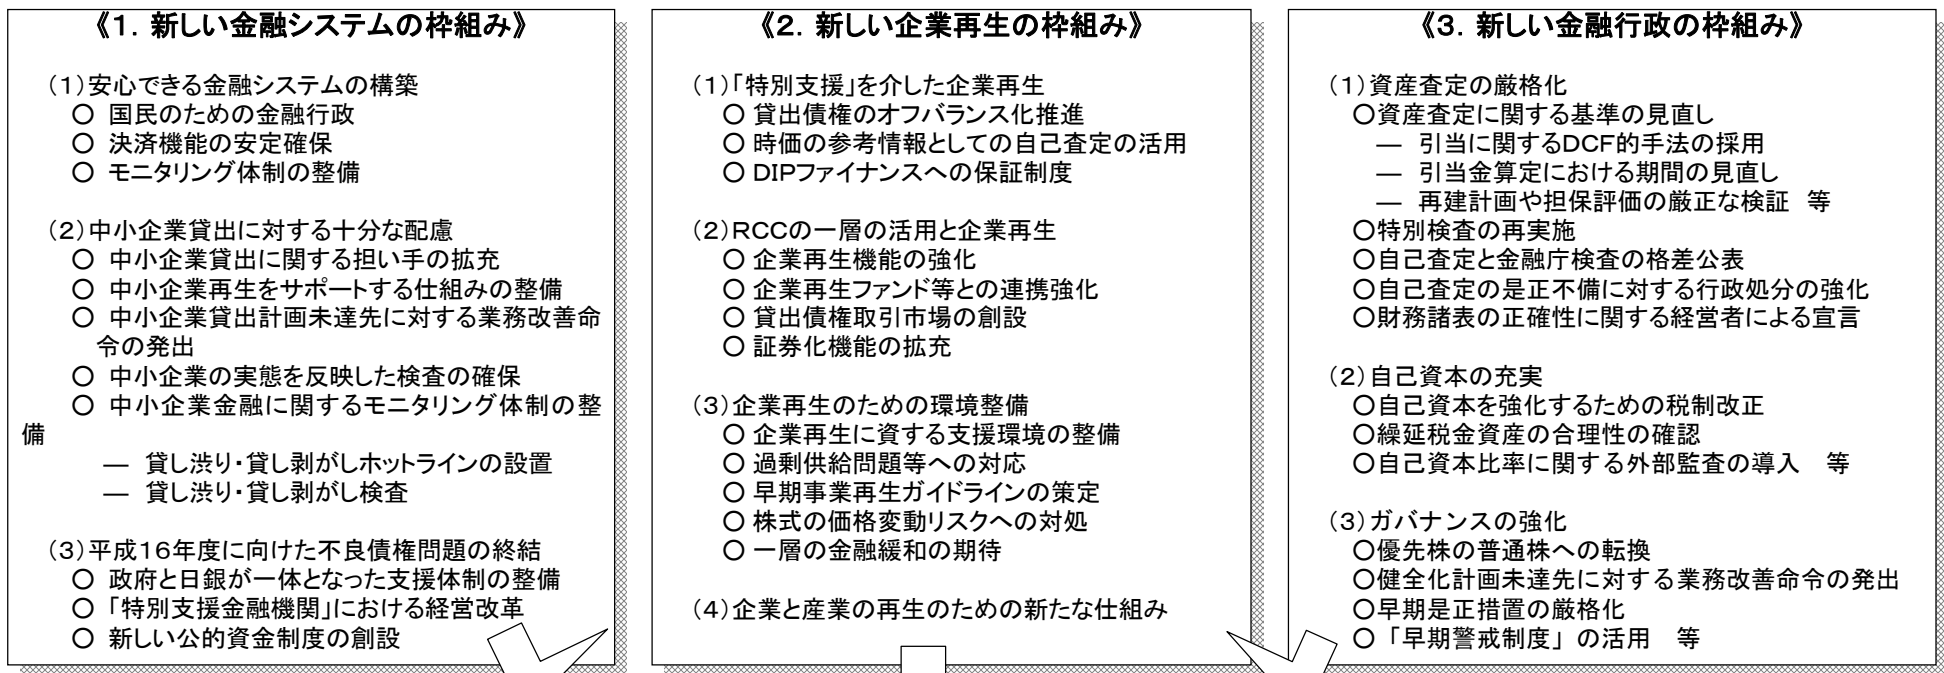 《1．新しい金融システムの枠組み》
（1）安心できる金融システムの構築
○ 国民のための金融行政
○ 決済機能の安定確保
○ モニタリング体制の整備
（2）中小企業貸出に対する十分な配慮
○ 中小企業貸出に関する担い手の拡充
○ 中小企業再生をサポートする仕組みの整備
○ 中小企業貸出計画未達先に対する業務改善命
令の発出
○ 中小企業の実態を反映した検査の確保
○ 中小企業金融に関するモニタリング体制の整
備
― 貸し渋り・貸し剥がしホットラインの設置
― 貸し渋り・貸し剥がし検査
（3）平成16年度に向けた不良債権問題の終結
○ 政府と日銀が一体となった支援体制の整備
○ 「特別支援金融機関」における経営改革
○ 新しい公的資金制度の創設
《2．新しい企業再生の枠組み》
（1）「特別支援」を介した企業再生
○ 貸出債権のオフバランス化推進
○ 時価の参考情報としての自己査定の活用
○ DIPファイナンスへの保証制度
（2）RCCの一層の活用と企業再生
○ 企業再生機能の強化
○ 企業再生ファンド等との連携強化
○ 貸出債権取引市場の創設
○ 証券化機能の拡充
（3）企業再生のための環境整備
○ 企業再生に資する支援環境の整備
○ 過剰供給問題等への対応
○ 早期事業再生ガイドラインの策定
○ 株式の価格変動リスクへの対処
○ 一層の金融緩和の期待
（4）企業と産業の再生のための新たな仕組み
《3．新しい金融行政の枠組み》
（1）資産査定の厳格化
○資産査定に関する基準の見直し
― 引当に関するDCF的手法の採用
― 引当金算定における期間の見直し
― 再建計画や担保評価の厳正な検証 等
○特別検査の再実施
○自己査定と金融庁検査の格差公表
○自己査定の是正不備に対する行政処分の強化
○財務諸表の正確性に関する経営者による宣言
（2）自己資本の充実
○自己資本を強化するための税制改正
○繰延税金資産の合理性の確認
○自己資本比率に関する外部監査の導入 等
（3）ガバナンスの強化
○優先株の普通株への転換
○健全化計画未達先に対する業務改善命令の発出
○早期是正措置の厳格化
○「早期警戒制度」の活用 等